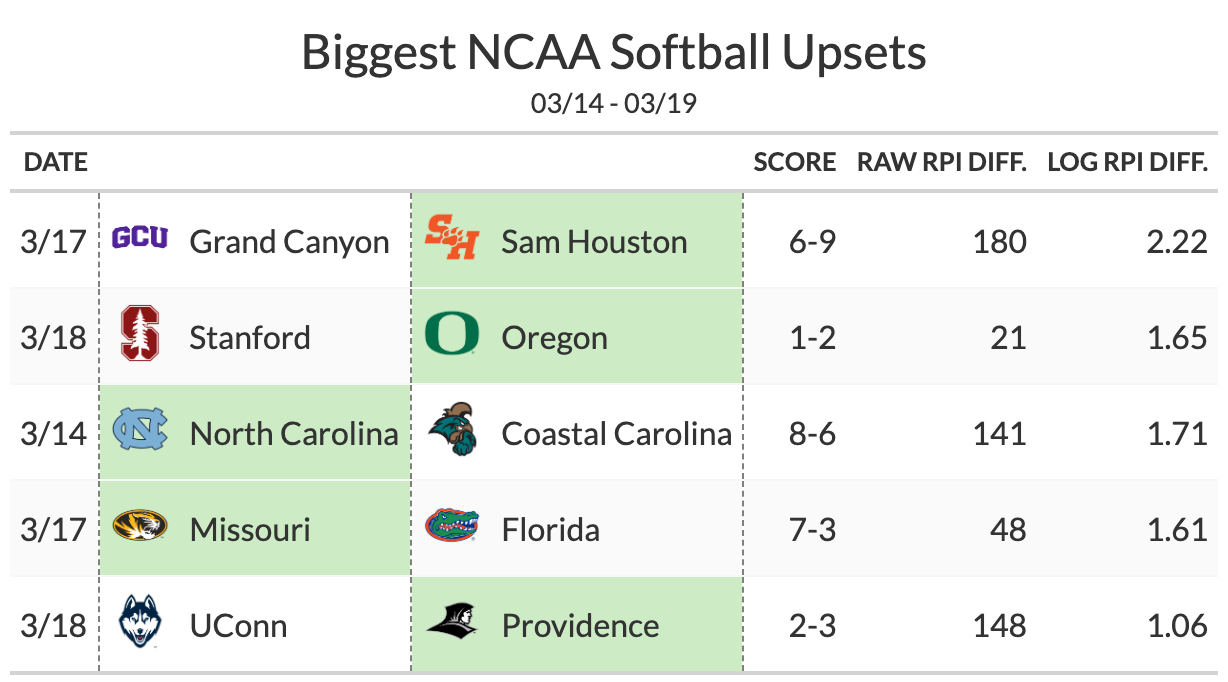 Biggest NCAA Softball Upsets
03/14 - 03/19
DATE SCORE RAW RPI DIFF. LOG RPI DIFF.
3/17 GCU Grand Canyon SH Sam Houston 6-9 180 2.22
3/18 S Stanford O Oregon 1-2 21 1.65
3/14 NC North Carolina Coastal Carolina 8-6 141 1.71
3/17 Missouri Florida 7-3 48 1.61
3/18 UConn Providence 2-3 148 1.06